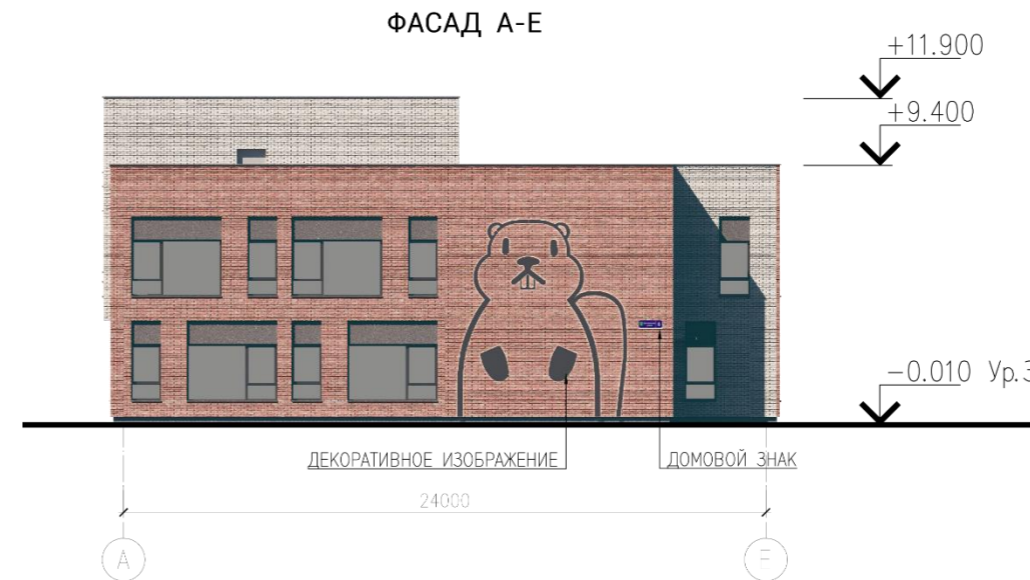 ФАСАД А-Е
+11.900
+9.400
-0.010 Ур.
ДЕКОРАТИВНОЕ ИЗОБРАЖЕНИЕ
ДОМОВОЙ ЗНАК
24000
А
Е